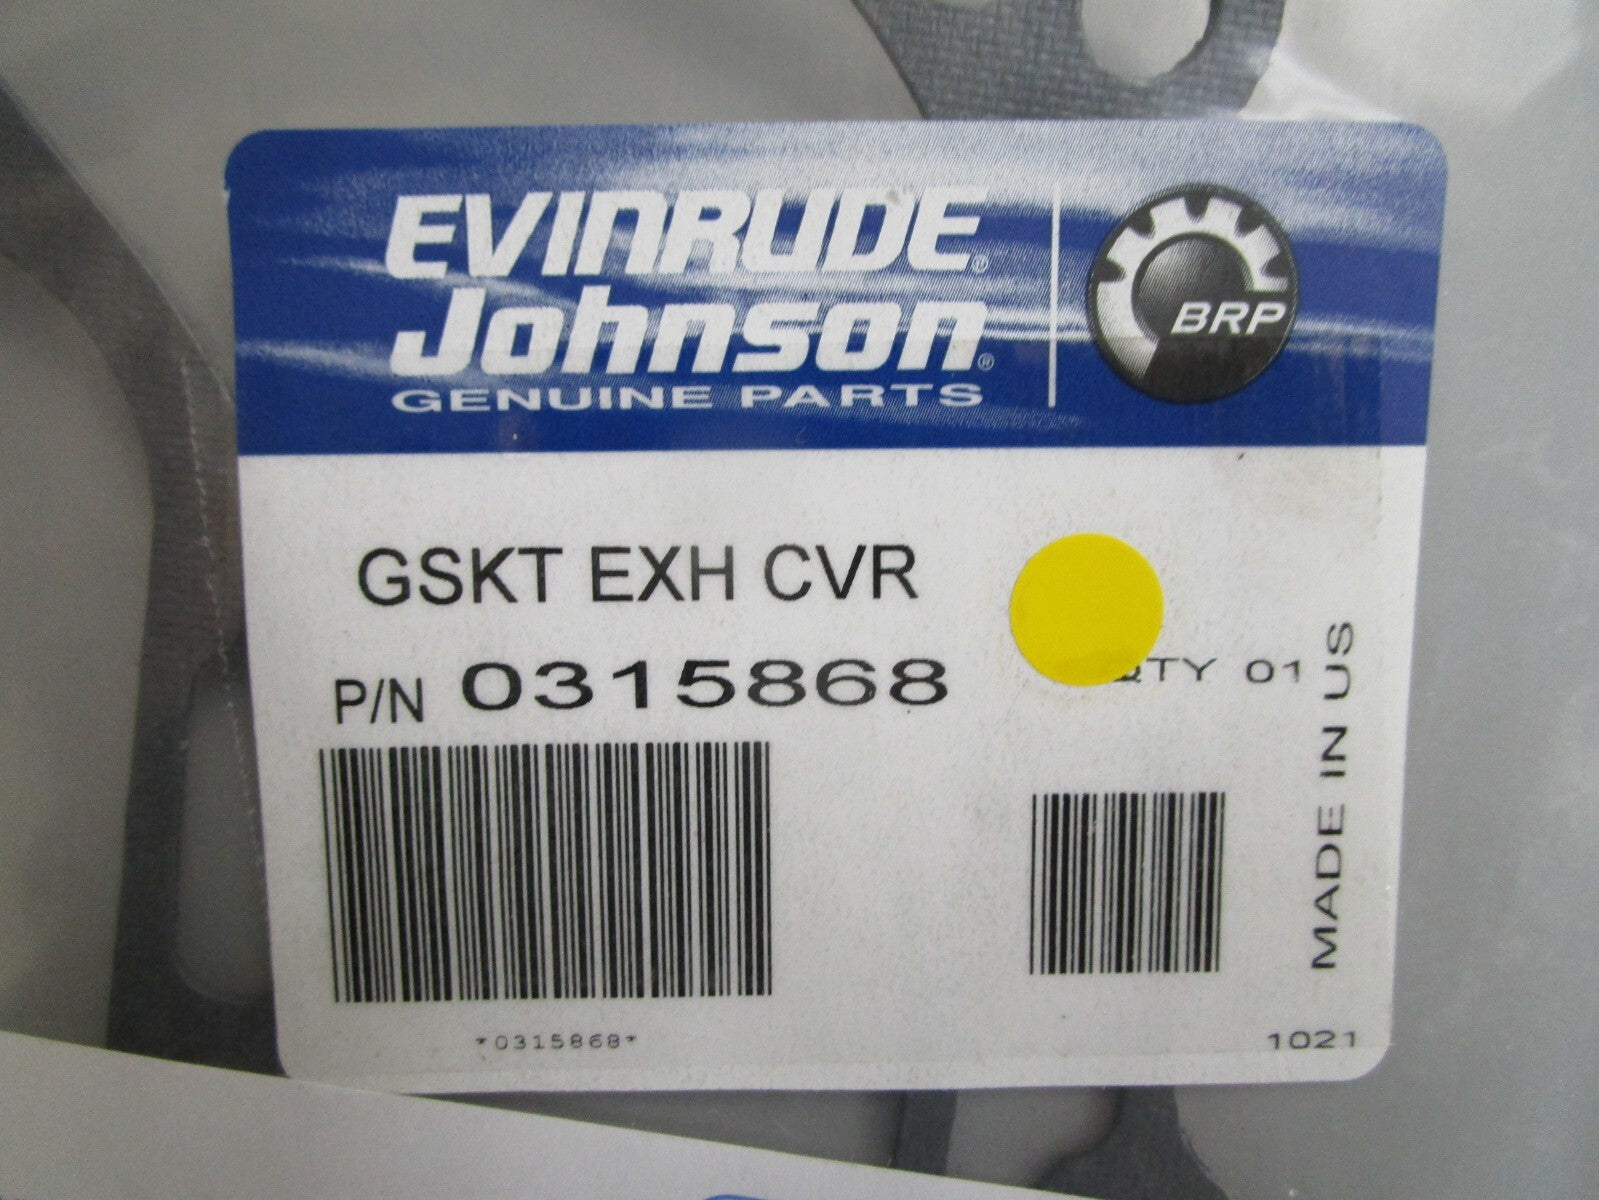 EVINRUDE®
Johnson®
GENUINE PARTS
BRP
GSKT EXH CVR
P/N 0315868
QTY 01
MADE IN US
*0315868*
1021